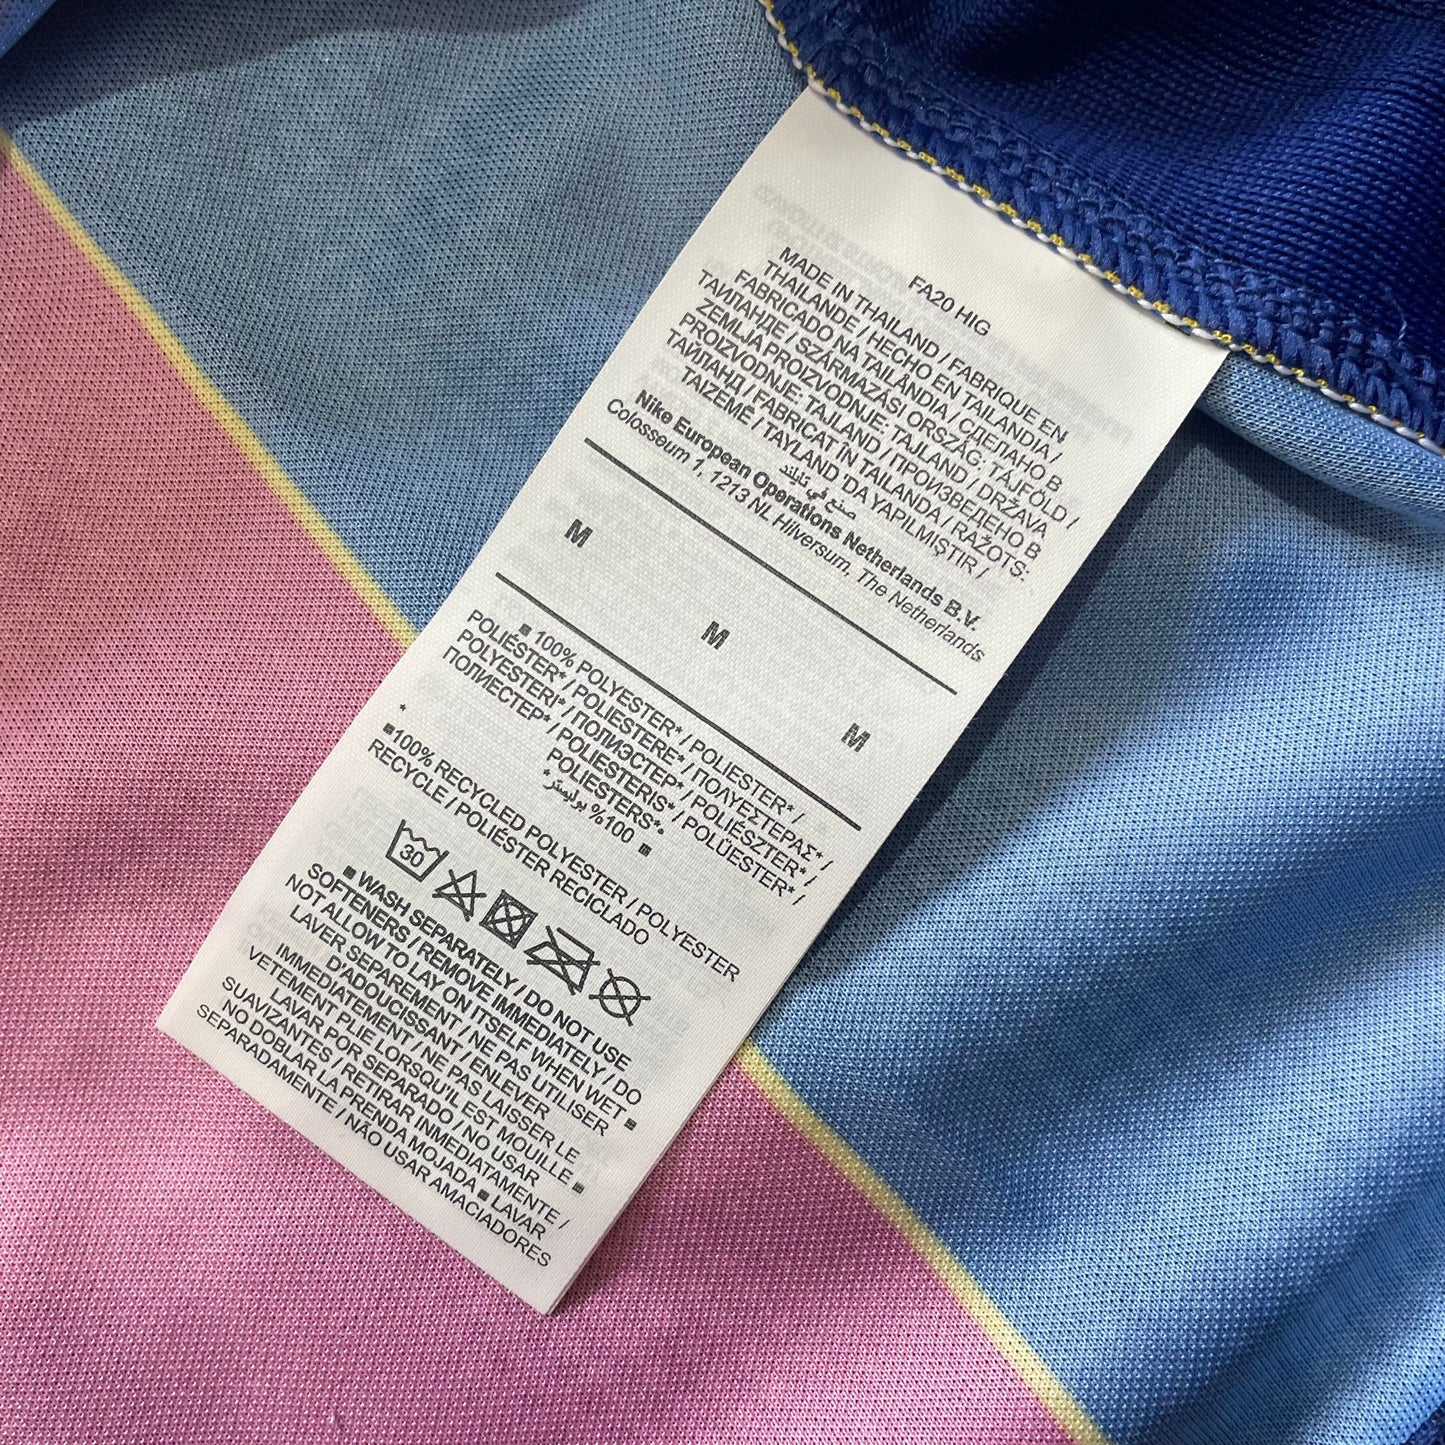 FA20 HIG
MADE IN THAILAND / FABRIQUE EN
THAILANDE / HECHO EN TAILANDIA /
FABRICADO NA TAILÂNDIA / СДЕЛАНО В
ТАИЛАНДЕ / SZÁRMAZÁSI ORSZÁG: TÁJFÖLD /
ZEMLJA PROIZVODNJE: TAJLAND / DRŽAVA
PROIZVODNJE: TAJLAND / ПРОИЗВЕДЕНО В
ТАЙЛАНД / FABRICAT ÎN TAILANDA / RAŽOTS:
TAIZEMĒ / TAYLAND 'DA YAPILMIŞTIR /
صنع في تايلند
Nike European Operations Netherlands B.V.
Colosseum 1, 1213 NL Hilversum, The Netherlands
M
M
M
■ 100% POLYESTER* / POLIESTER* /
POLIÉSTER* / POLIESTERE* / ΠΟΛΥΕΣΤΕΡΑΣ* /
POLYESTERI* / ПОЛИЭСТЕР* / POLIÉSZTER* /
ПОЛИЕСТЕР* / POLIESTERIS* / POLÜESTER* /
POLIESTERS*•
100% بوليستر* ■
*
■100% RECYCLED POLYESTER / POLYESTER
RECYCLE / POLIÉSTER RECICLADO
30
■ WASH SEPARATELY / DO NOT USE
SOFTENERS / REMOVE IMMEDIATELY / DO
NOT ALLOW TO LAY ON ITSELF WHEN WET ■
LAVER SEPAREMENT / NE PAS UTILISER
D'ADOUCISSANT / ENLEVER
IMMEDIATEMENT / NE PAS LAISSER LE
VETEMENT PLIE LORSQU'IL EST MOUILLE ■
LAVAR POR SEPARADO / NO USAR
SUAVIZANTES / RETIRAR INMEDIATAMENTE /
NO DOBLAR LA PRENDA MOJADA ■ LAVAR
SEPARADAMENTE / NÃO USAR AMACIADORES